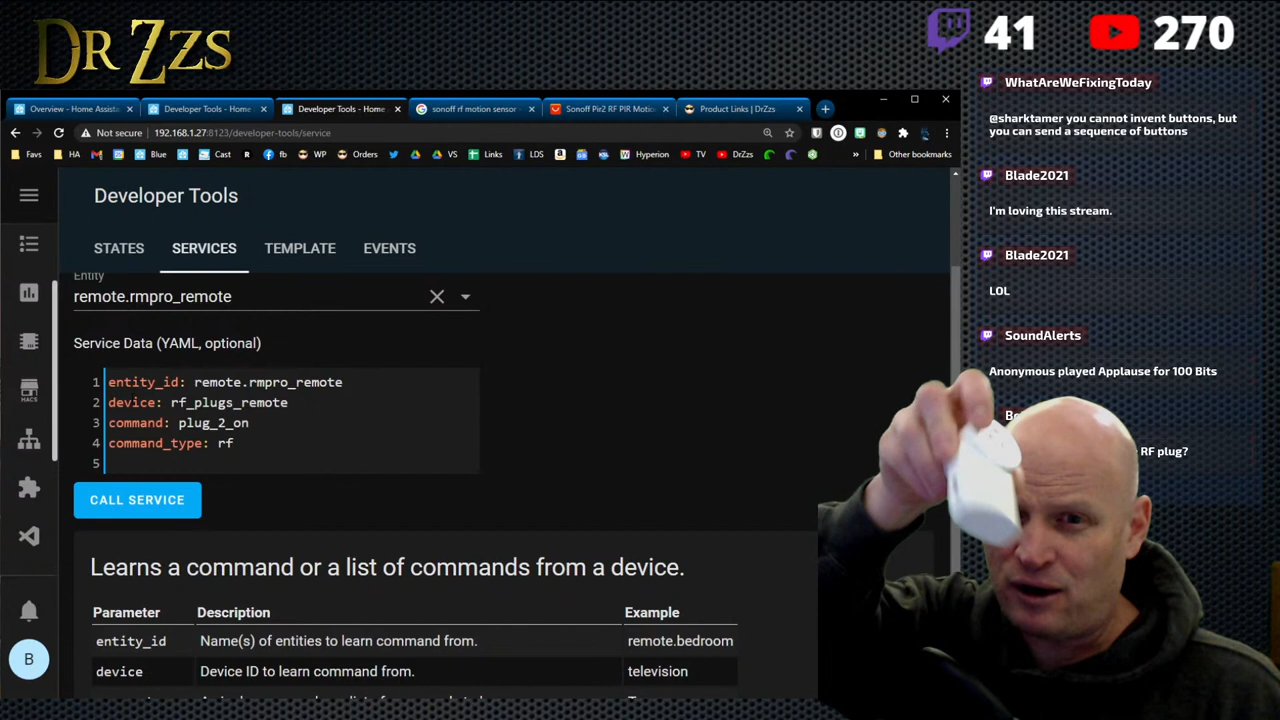 DR ZZS
41
270
Overview - Home Assist
Developer Tools - Home
Developer Tools - Home
sonoff rf motion sensor
Sonoff Pir2 RF PIR Motio
Product Links | DrZzs
Not secure
192.168.1.27:8123/developer-tools/service
Favs
HA
Blue
Cast
fb
WP
Orders
VS
Links
LDS
Hyperion
TV
DrZzs
Other bookmarks
Developer Tools
STATES
SERVICES
TEMPLATE
EVENTS
Entity
remote.rmpro_remote
Service Data (YAML, optional)
1 entity_id: remote.rmpro_remote
2 device: rf_plugs_remote
3 command: plug_2_on
4 command_type: rf
5
CALL SERVICE
Learns a command or a list of commands from a device.
Parameter Description Example
entity_id Name(s) of entities to learn command from. remote.bedroom
device Device ID to learn command from. television
HACS
B
WhatAreWeFixingToday
@sharktamer you cannot invent buttons, but
you can send a sequence of buttons
Blade2021
I'm loving this stream.
Blade2021
LOL
SoundAlerts
Anonymous played Applause for 100 Bits
RF plug?